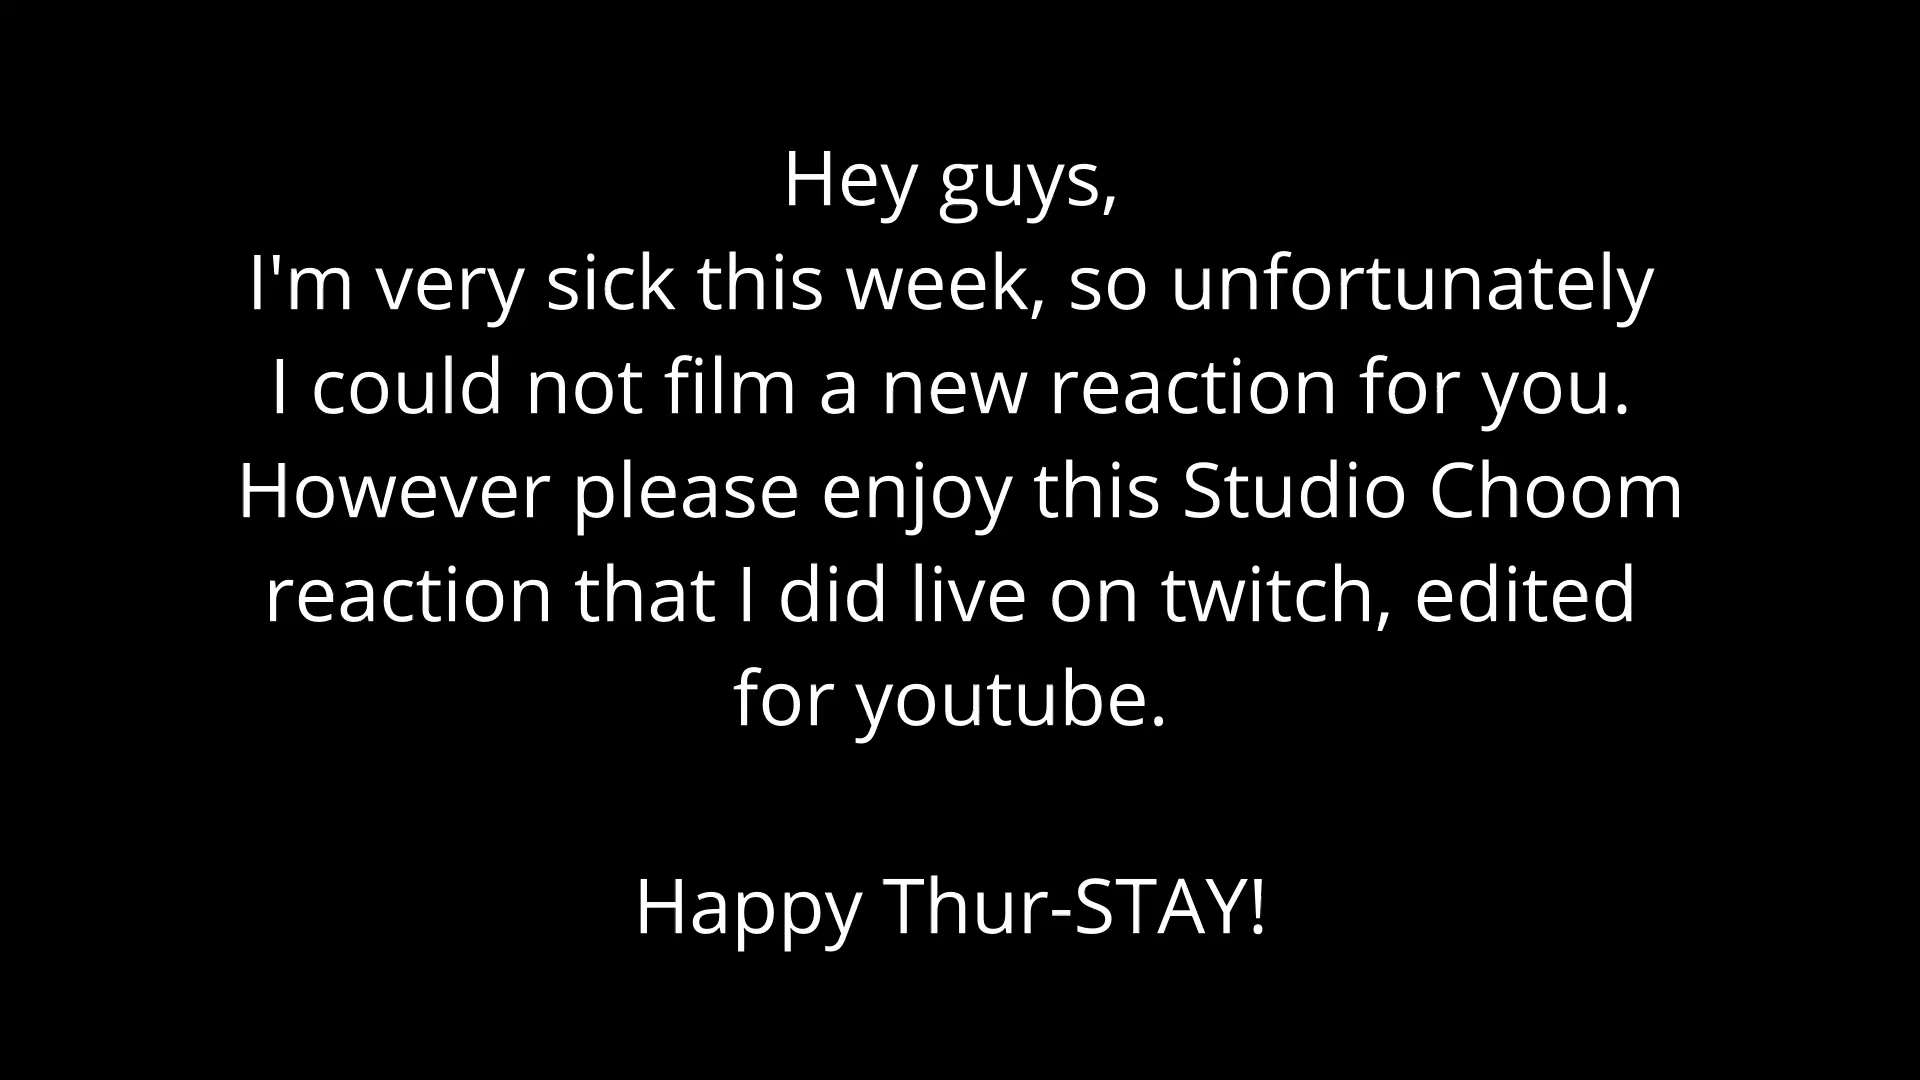 Hey guys,
I'm very sick this week, so unfortunately
I could not film a new reaction for you.
However please enjoy this Studio Choom
reaction that I did live on twitch, edited
for youtube.
Happy Thur-STAY!